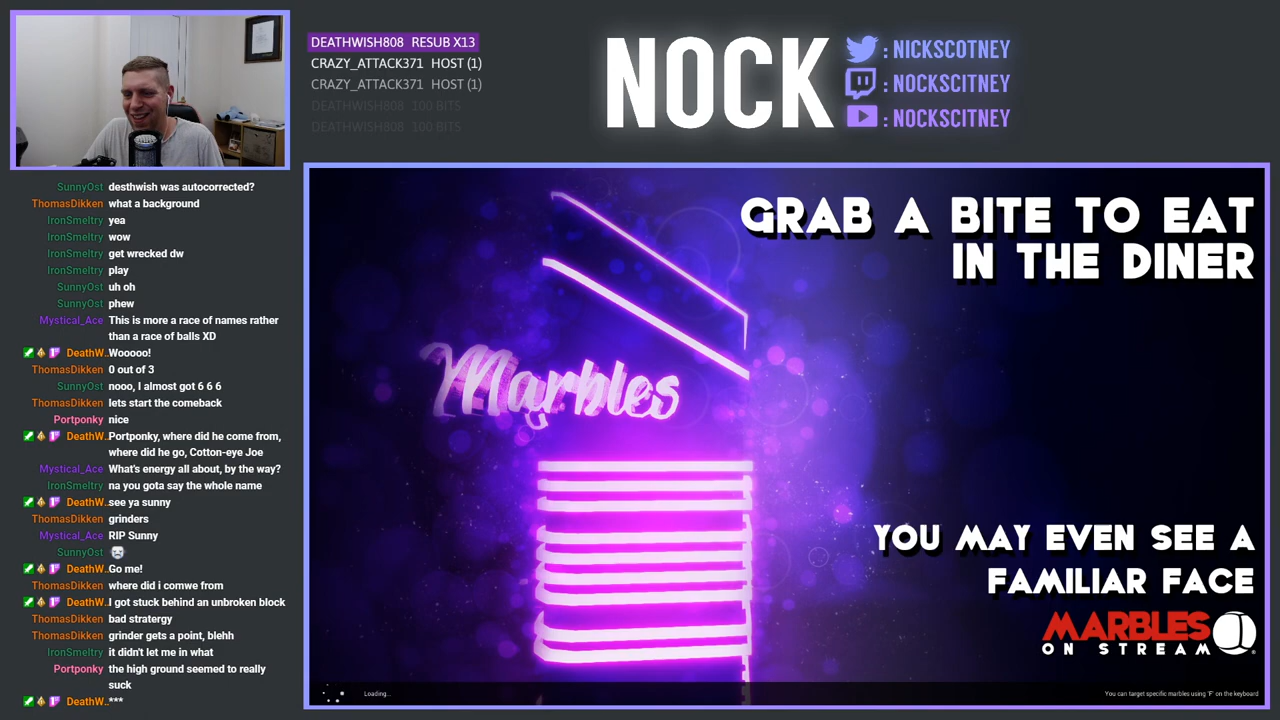 DEATHWISH808 RESUB X13
CRAZY_ATTACK371 HOST (1)
CRAZY_ATTACK371 HOST (1)
DEATHWISH808 100 BITS
DEATHWISH808 100 BITS
NOCK
: NICKSCOTNEY
: NOCKSCITNEY
: NOCKSCITNEY
SunnyOst desthwish was autocorrected?
ThomasDikken what a background
IronSmeltry yea
IronSmeltry wow
IronSmeltry get wrecked dw
IronSmeltry play
SunnyOst uh oh
SunnyOst phew
Mystical_Ace This is more a race of names rather
than a race of balls XD
DeathW.. Wooooo!
ThomasDikken 0 out of 3
SunnyOst nooo, I almost got 6 6 6
ThomasDikken lets start the comeback
Portponky nice
DeathW.. Portponky, where did he come from,
where did he go, Cotton-eye Joe
Mystical_Ace What's energy all about, by the way?
IronSmeltry na you gota say the whole name
DeathW.. see ya sunny
ThomasDikken grinders
Mystical_Ace RIP Sunny
SunnyOst
DeathW.. Go me!
ThomasDikken where did i comwe from
DeathW.. I got stuck behind an unbroken block
ThomasDikken bad stratergy
ThomasDikken grinder gets a point, blehh
IronSmeltry it didn't let me in what
Portponky the high ground seemed to really
suck
DeathW.. ***
GRAB A BITE TO EAT
IN THE DINER
Marbles
YOU MAY EVEN SEE A
FAMILIAR FACE
MARBLES
ON STREAM
Loading...
You can target specific marbles using 'F' on the keyboard